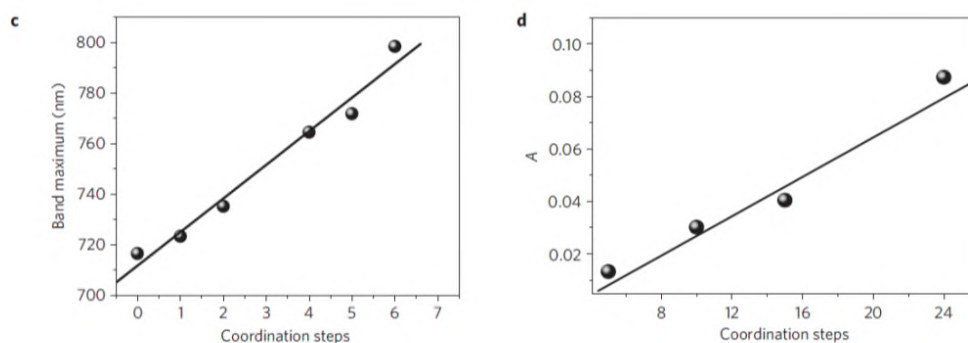 c
800
780
760
740
720
700
Band maximum (nm)
0 1 2 3 4 5 6 7
Coordination steps
d
0.10
0.08
0.06
0.04
0.02
A
8 12 16 20 24
Coordination steps